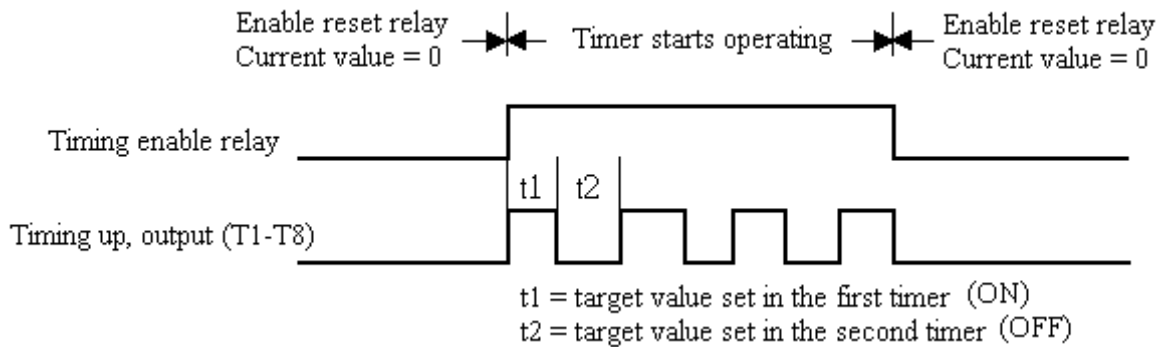 Enable reset relay
Current value = 0
Timer starts operating
Enable reset relay
Current value = 0
Timing enable relay
t1
t2
Timing up, output (T1-T8)
t1 = target value set in the first timer (ON)
t2 = target value set in the second timer (OFF)